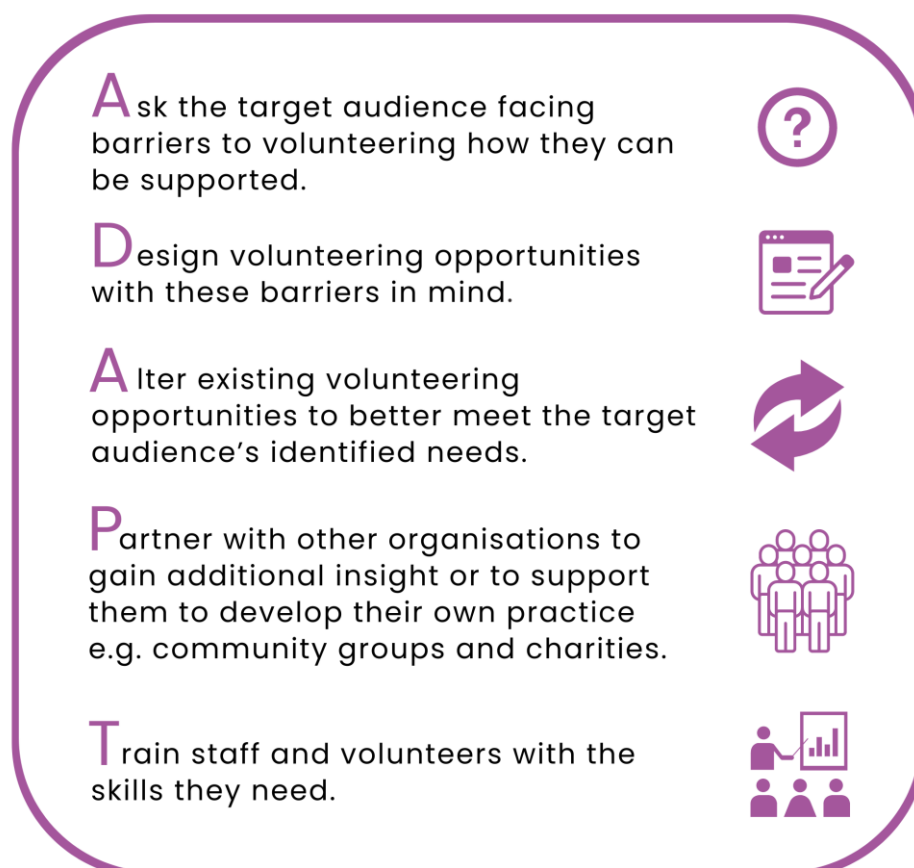 Ask the target audience facing
barriers to volunteering how they can
be supported.
Design volunteering opportunities
with these barriers in mind.
Alter existing volunteering
opportunities to better meet the target
audience's identified needs.
Partner with other organisations to
gain additional insight or to support
them to develop their own practice
e.g. community groups and charities.
Train staff and volunteers with the
skills they need.
?